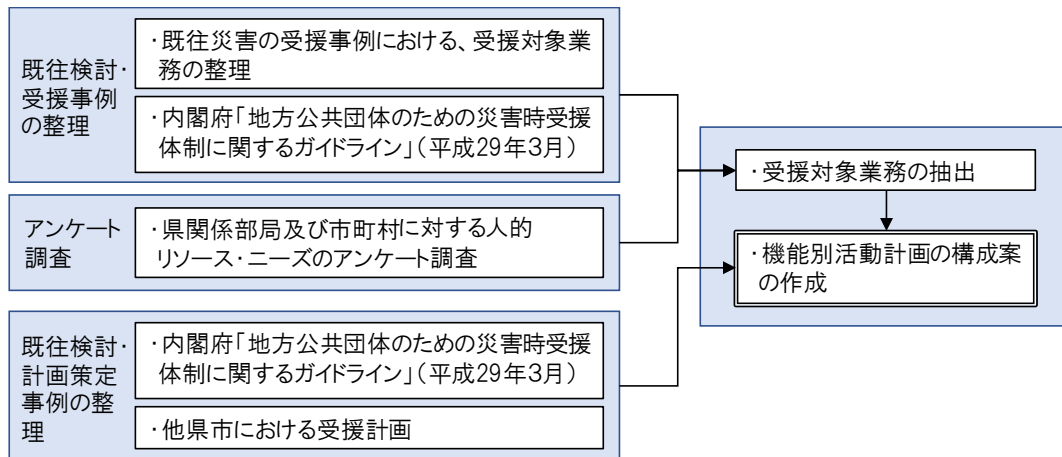 既往検討・
受援事例
の整理
・既往災害の受援事例における、受援対象業
務の整理
・内閣府「地方公共団体のための災害時受援
体制に関するガイドライン」（平成29年３月）
アンケート
調査
・県関係部局及び市町村に対する人的
リソース・ニーズのアンケート調査
既往検討・
計画策定
事例の整
理
・内閣府「地方公共団体のための災害時受援
体制に関するガイドライン」（平成29年３月）
・他県市における受援計画
・受援対象業務の抽出
・機能別活動計画の構成案
の作成